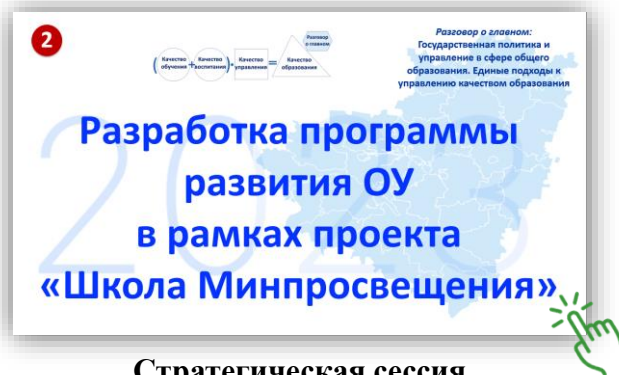 2
Разговор
о главном
( Качество обучения + Качество воспитания ) • Качество управления = Качество образования
Разговор о главном:
Государственная политика и
управление в сфере общего
образования. Единые подходы к
управлению качеством образования
2023
Разработка программы
развития ОУ
в рамках проекта
«Школа Минпросвещения»
Стратегическая сессия